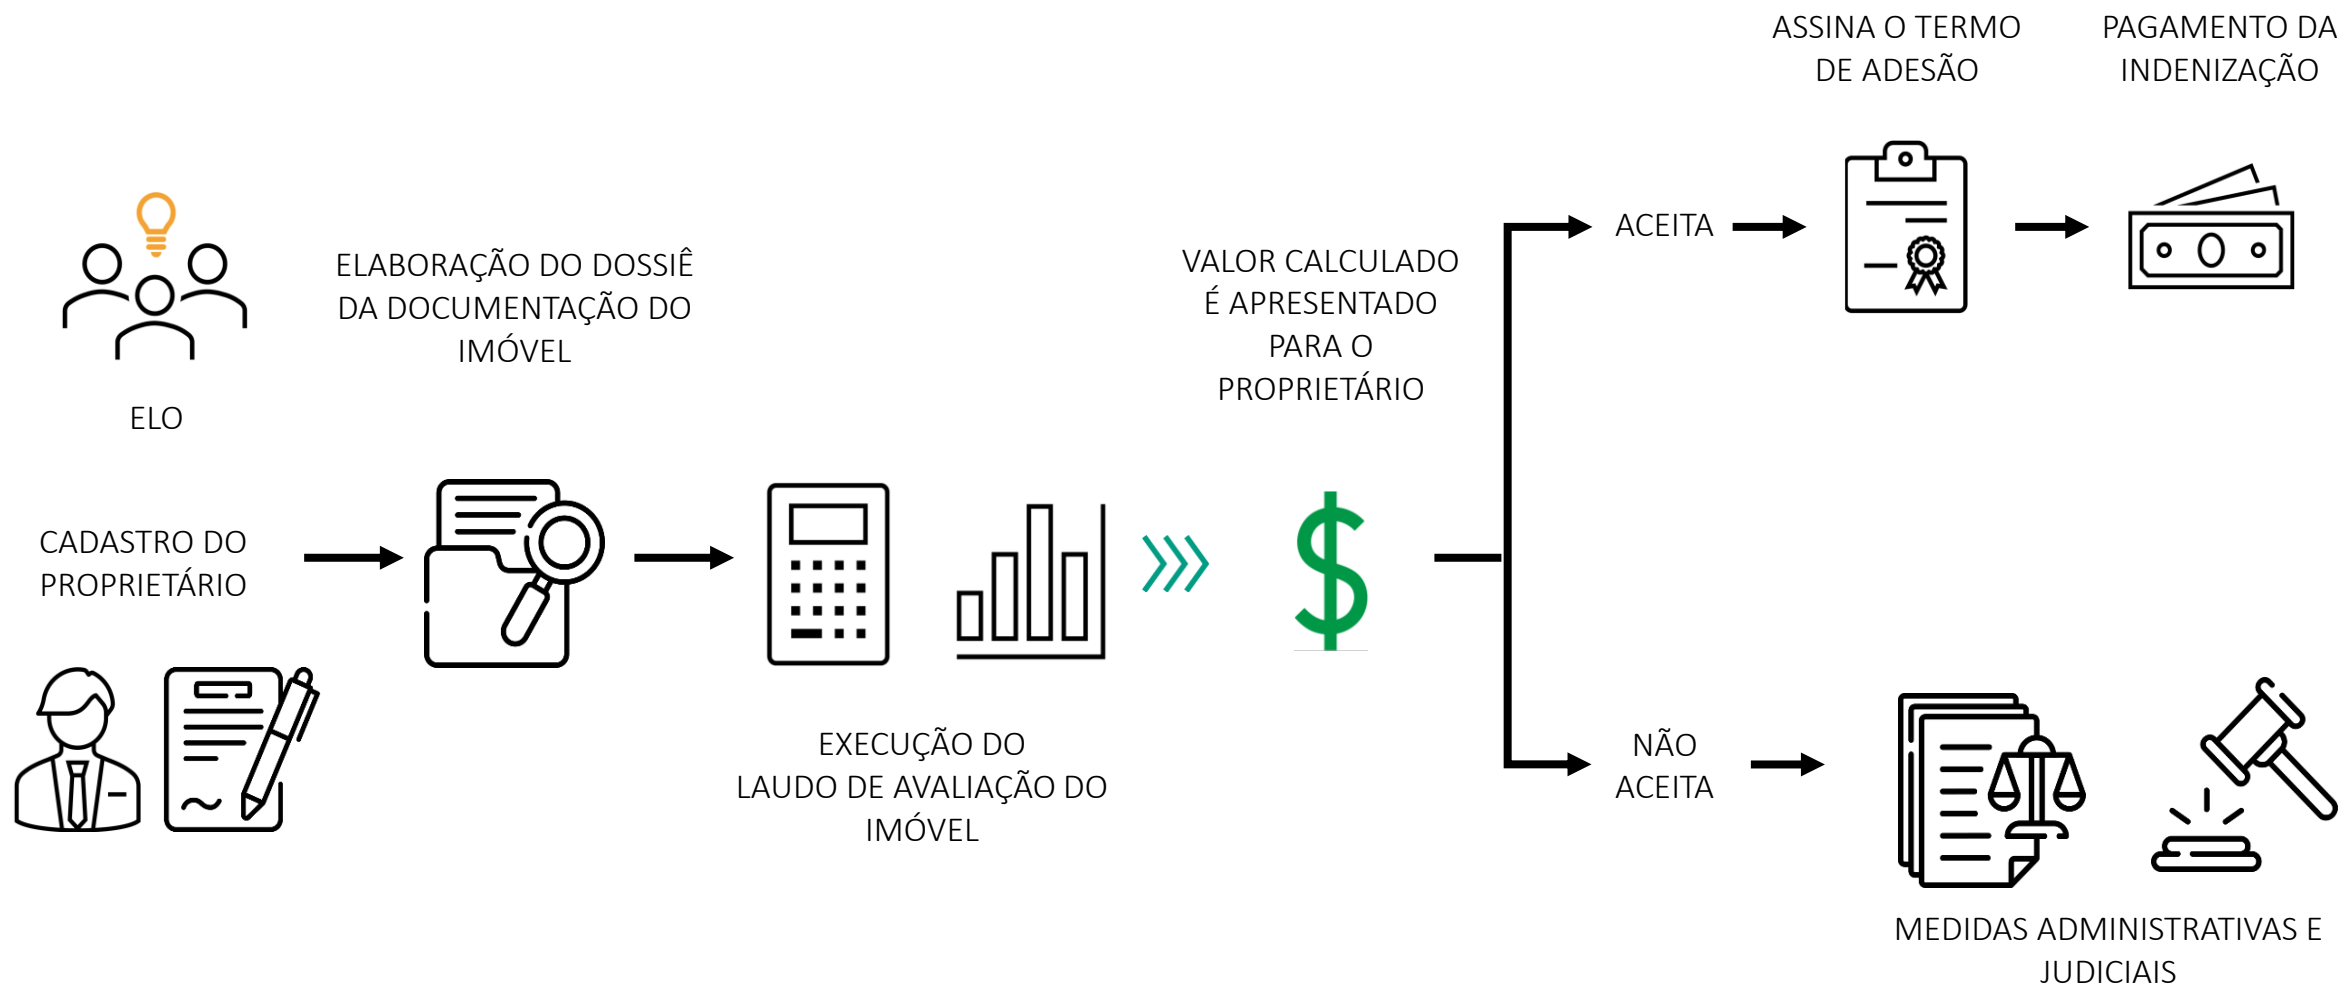 ELO
CADASTRO DO
PROPRIETÁRIO
ELABORAÇÃO DO DOSSIÊ
DA DOCUMENTAÇÃO DO
IMÓVEL
EXECUÇÃO DO
LAUDO DE AVALIAÇÃO DO
IMÓVEL
VALOR CALCULADO
É APRESENTADO
PARA O
PROPRIETÁRIO
$
ACEITA
ASSINA O TERMO
DE ADESÃO
PAGAMENTO DA
INDENIZAÇÃO
NÃO
ACEITA
MEDIDAS ADMINISTRATIVAS E
JUDICIAIS